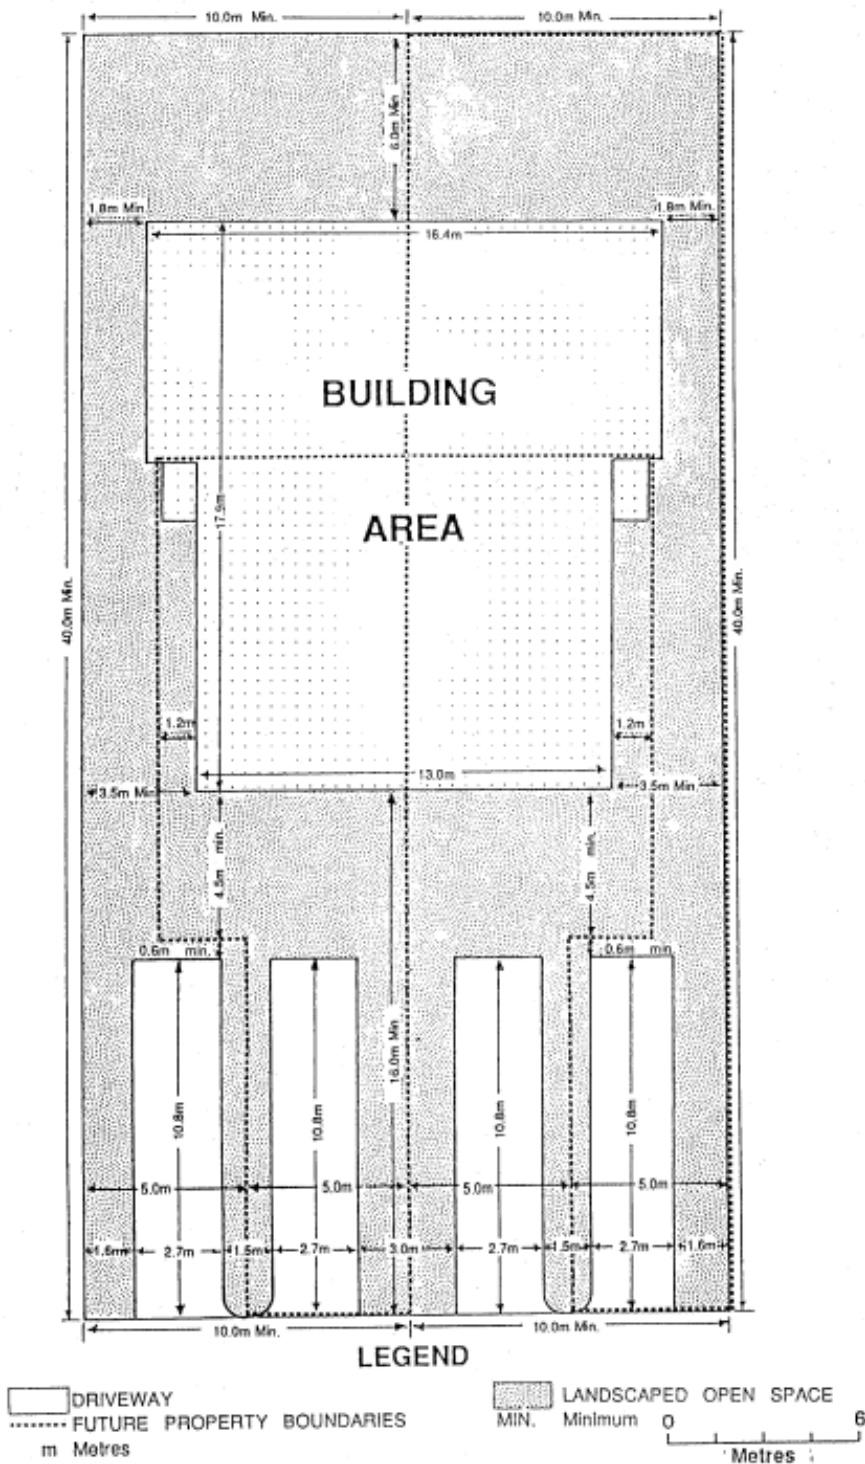 10.0m Min. 10.0m Min.
6.0m Min
1.8m Min. 1.8m Min.
16.4m
BUILDING
AREA
17.9m
40.0m Min. 40.0m Min.
1.2m 1.2m
13.0m
3.5m Min 3.5m Min
4.5m min. 4.5m min.
0.6m min. 0.6m min.
16.0m Min
10.8m 10.8m 10.8m 10.8m
5.0m 5.0m 5.0m 5.0m
1.6m 2.7m 1.5m 2.7m 3.0m 2.7m 1.5m 2.7m 1.6m
10.0m Min. 10.0m Min.
LEGEND
DRIVEWAY LANDSCAPED OPEN SPACE
FUTURE PROPERTY BOUNDARIES MIN. Minimum 0 6
m Metres Metres